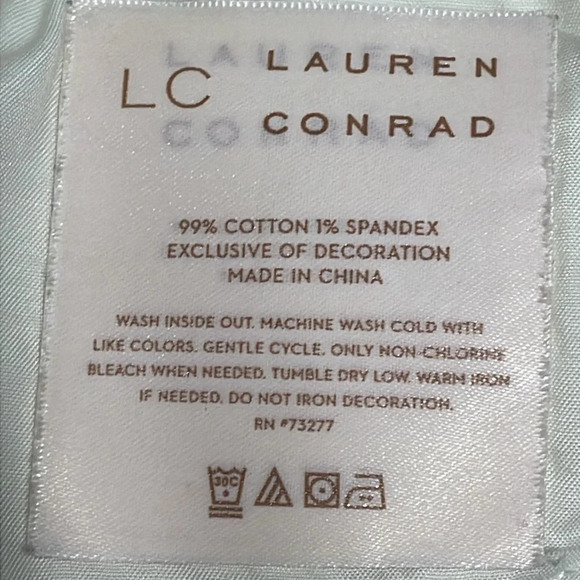 LC LAUREN
CONRAD
99% COTTON 1% SPANDEX
EXCLUSIVE OF DECORATION
MADE IN CHINA
WASH INSIDE OUT. MACHINE WASH COLD WITH
LIKE COLORS. GENTLE CYCLE. ONLY NON-CHLORINE
BLEACH WHEN NEEDED. TUMBLE DRY LOW. WARM IRON
IF NEEDED. DO NOT IRON DECORATION.
RN #73277
30C